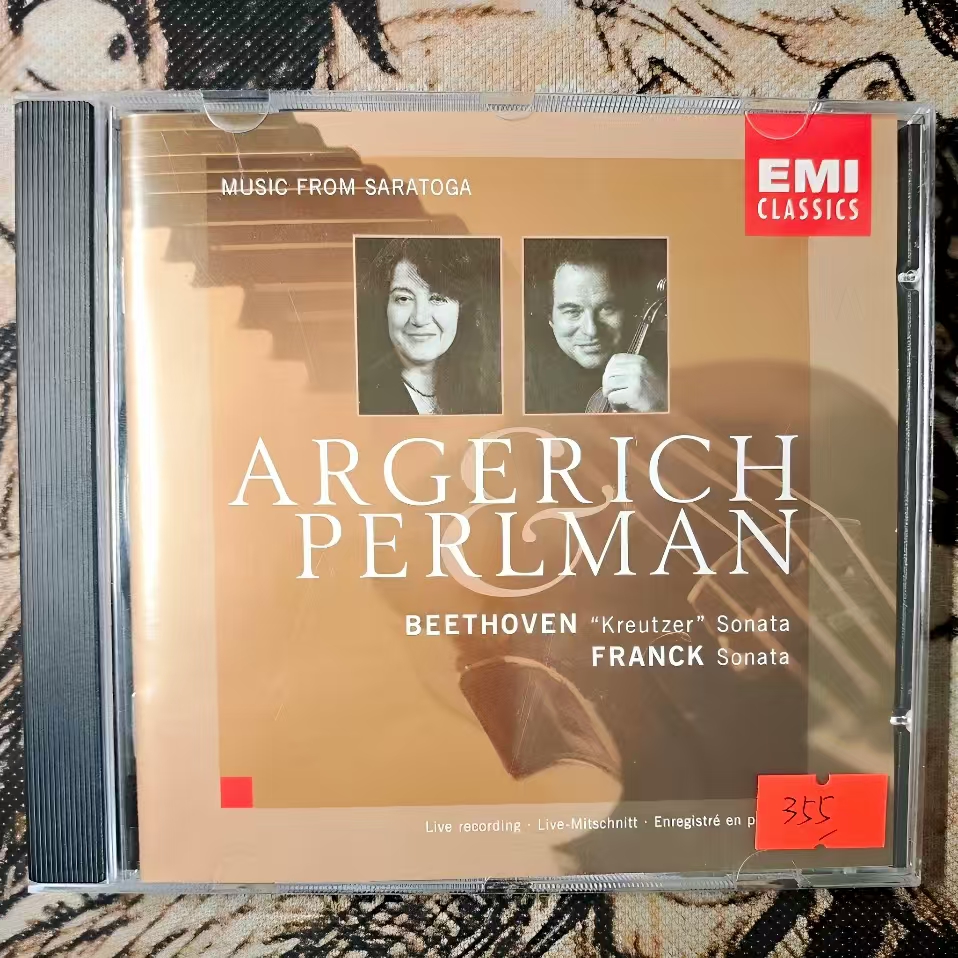 MUSIC FROM SARATOGA
EMI
CLASSICS
ARGERICH
&
PERLMAN
BEETHOVEN “Kreutzer” Sonata
FRANCK Sonata
Live recording · Live-Mitschnitt · Enregistré en p
355